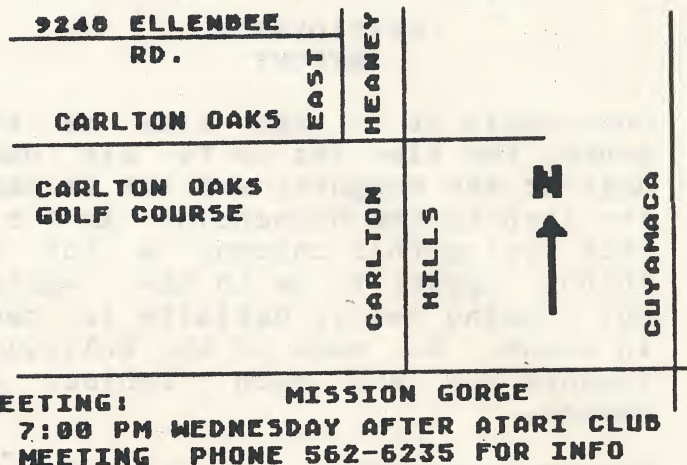 9240 ELLENBEE
RD.
EAST
HEANEY
CARLTON OAKS
CARLTON OAKS
GOLF COURSE
N
CARLTON
HILLS
CUYAMACA
MISSION GORGE
EETING:
7:00 PM WEDNESDAY AFTER ATARI CLUB
MEETING PHONE 562-6235 FOR INFO